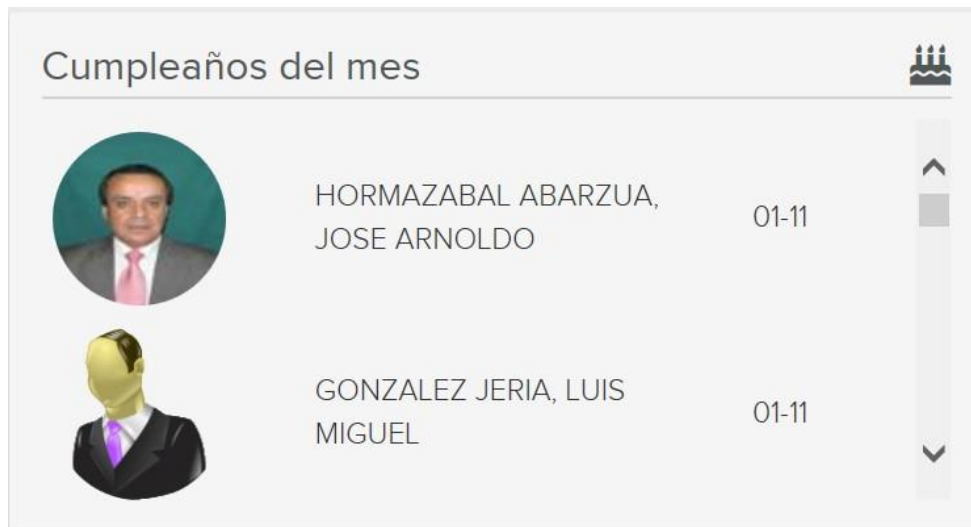 Cumpleaños del mes
HORMAZABAL ABARZUA,
JOSE ARNOLDO
01-11
GONZALEZ JERIA, LUIS
MIGUEL
01-11